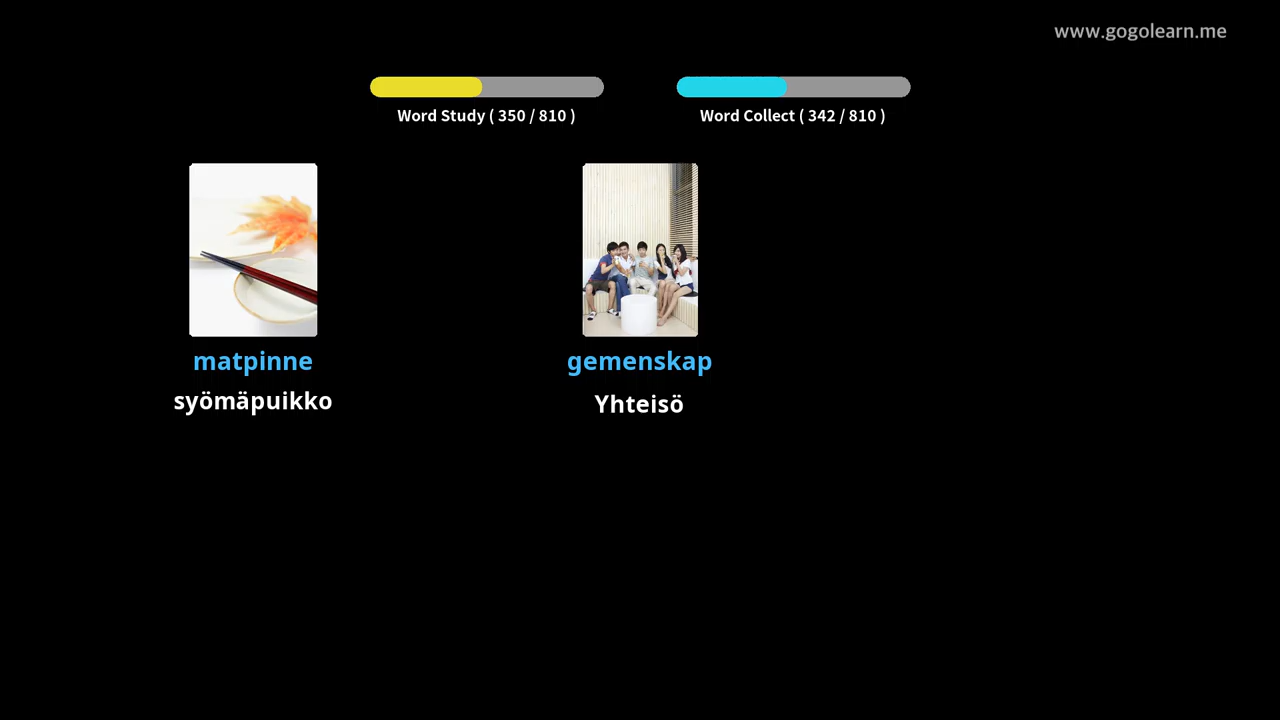 www.gogolearn.me
Word Study ( 350 / 810 )
Word Collect ( 342 / 810 )
matpinne
syömäpuikko
gemenskap
Yhteisö